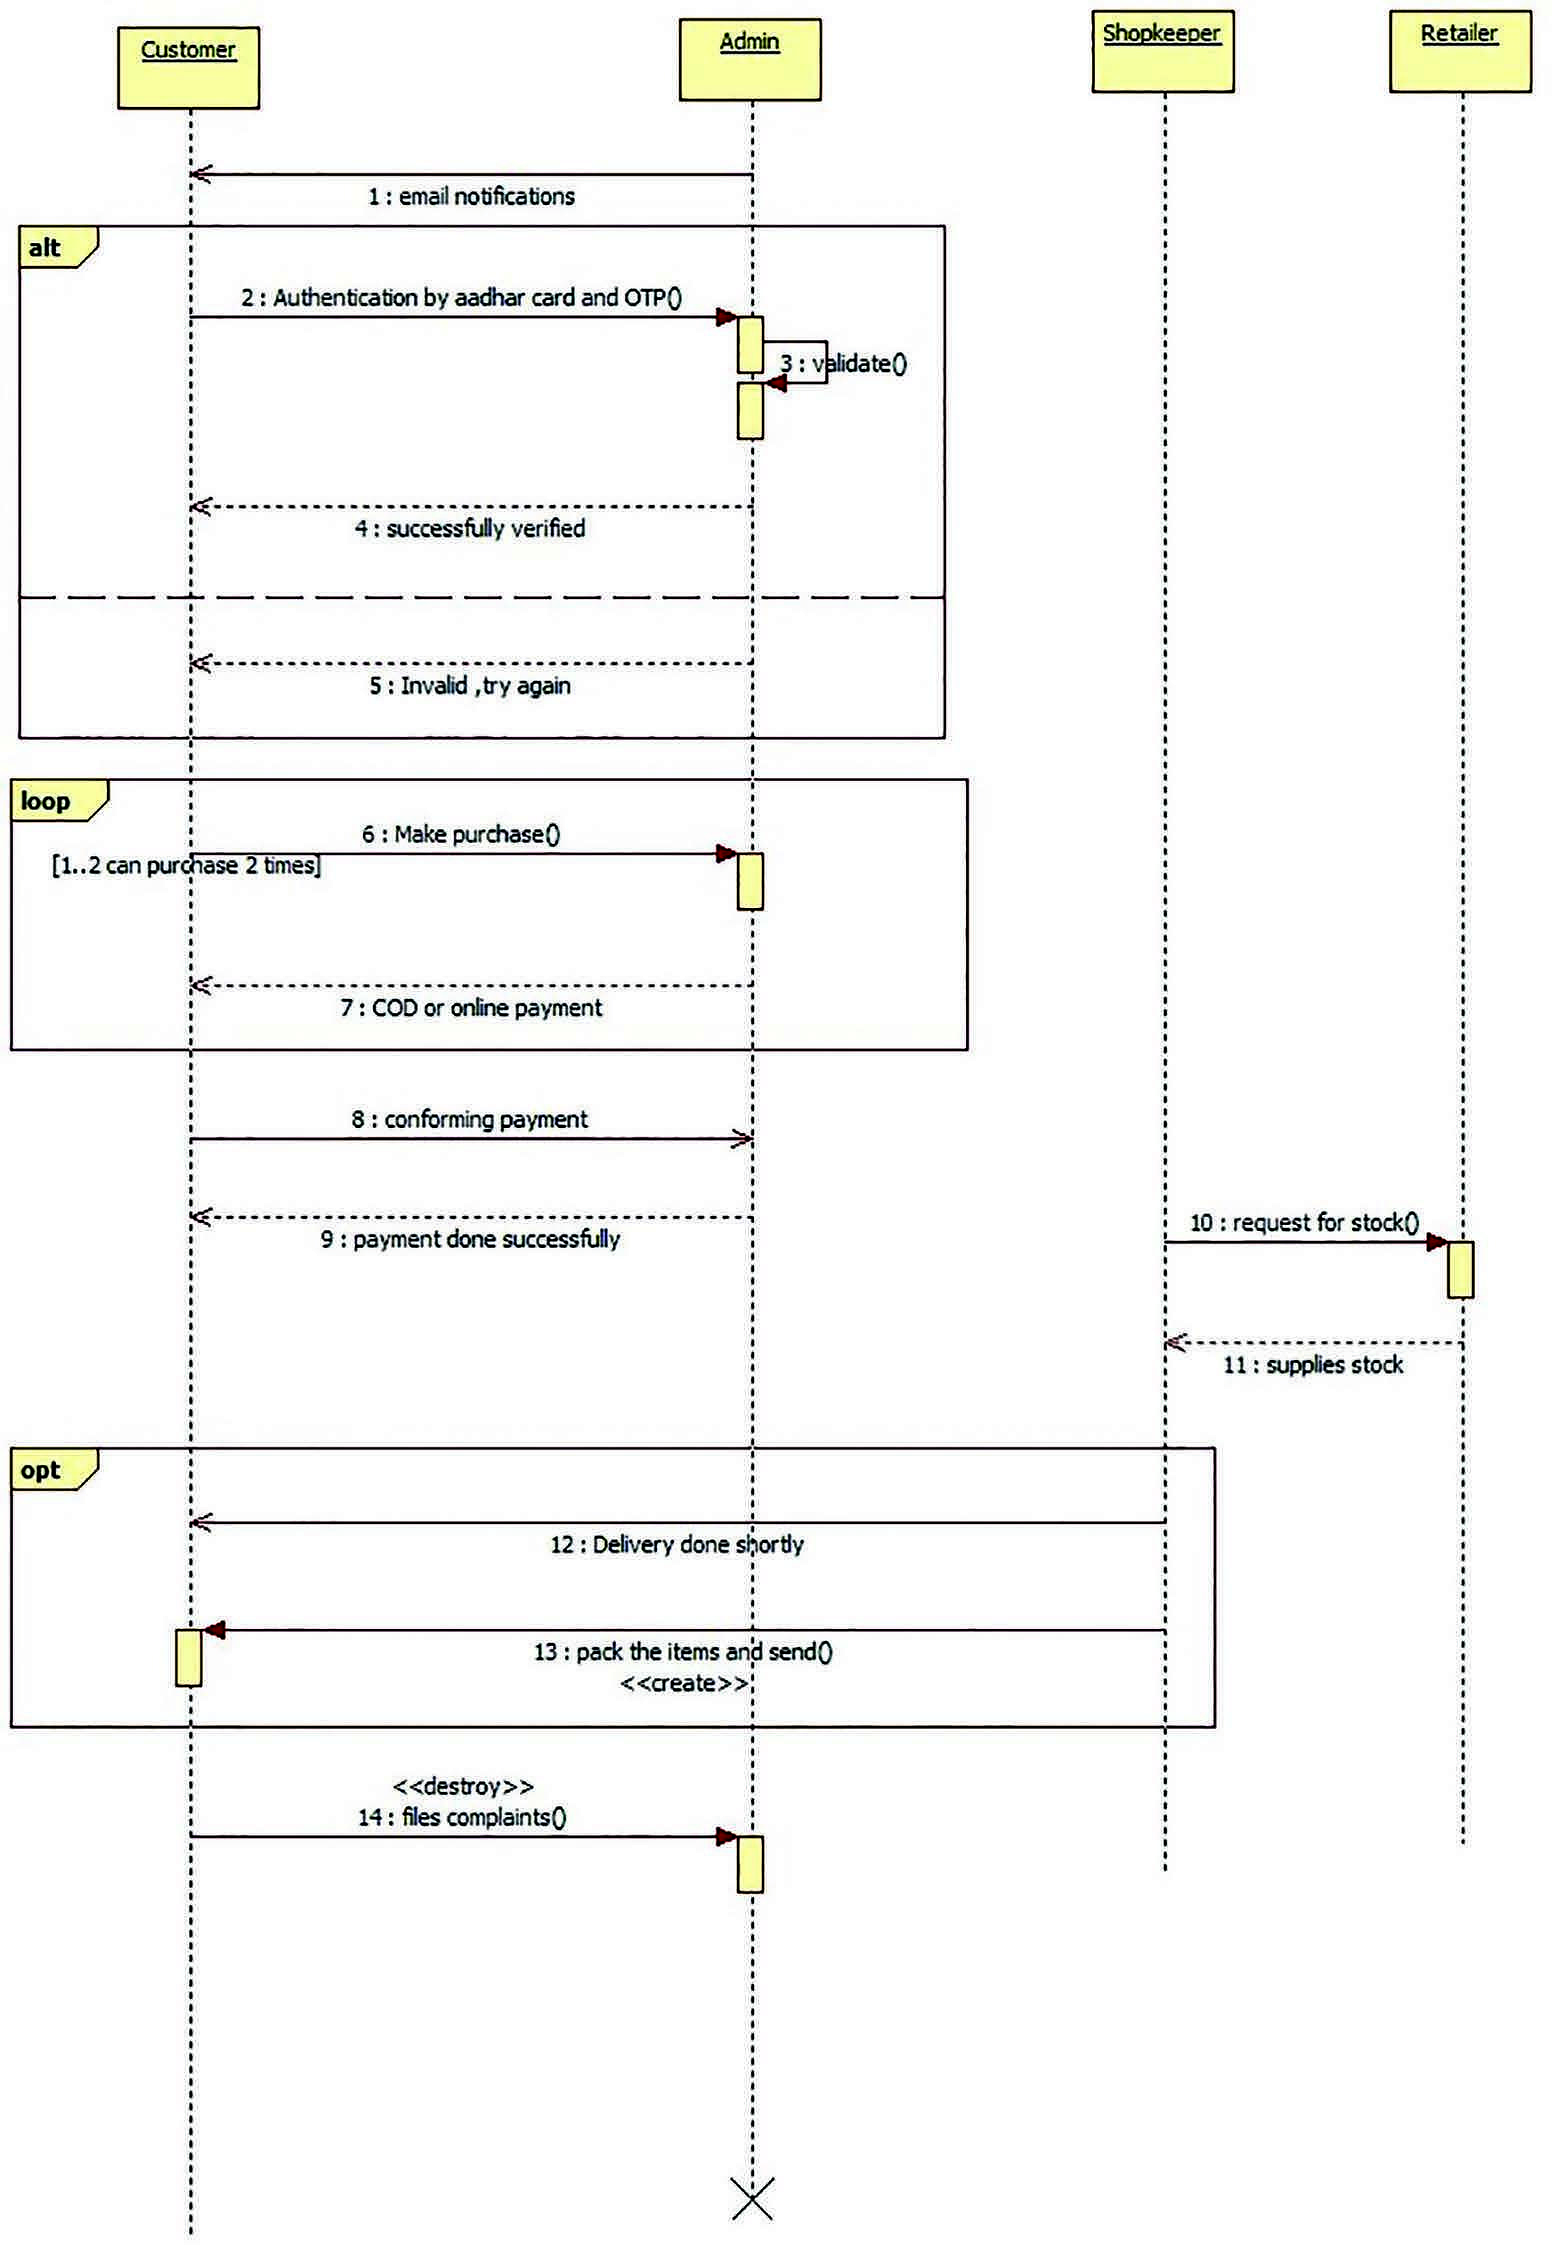 Customer
Admin
Shopkeeper
Retailer
1 : email notifications
alt
2 : Authentication by aadhar card and OTP()
3 : validate()
4 : successfully verified
5 : Invalid ,try again
loop
6 : Make purchase()
[1..2 can purchase 2 times]
7 : COD or online payment
8 : conforming payment
9 : payment done successfully
10 : request for stock()
11 : supplies stock
opt
12 : Delivery done shortly
13 : pack the items and send()
<<create>>
<<destroy>>
14 : files complaints()